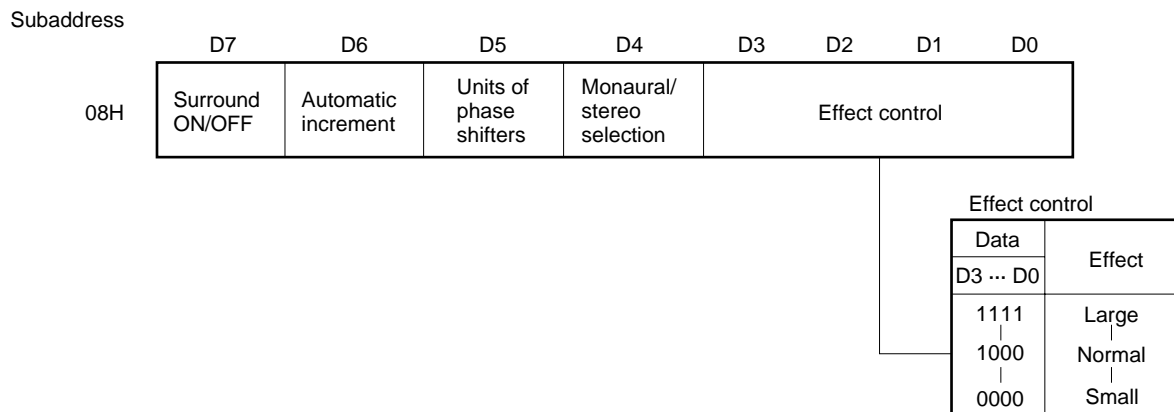 Subaddress
D7 D6 D5 D4 D3 D2 D1 D0
08H
Surround
ON/OFF
Automatic
increment
Units of
phase
shifters
Monaural/
stereo
selection
Effect control
Effect control
Data
Effect
D3 ··· D0
1111 Large
1000 Normal
0000 Small